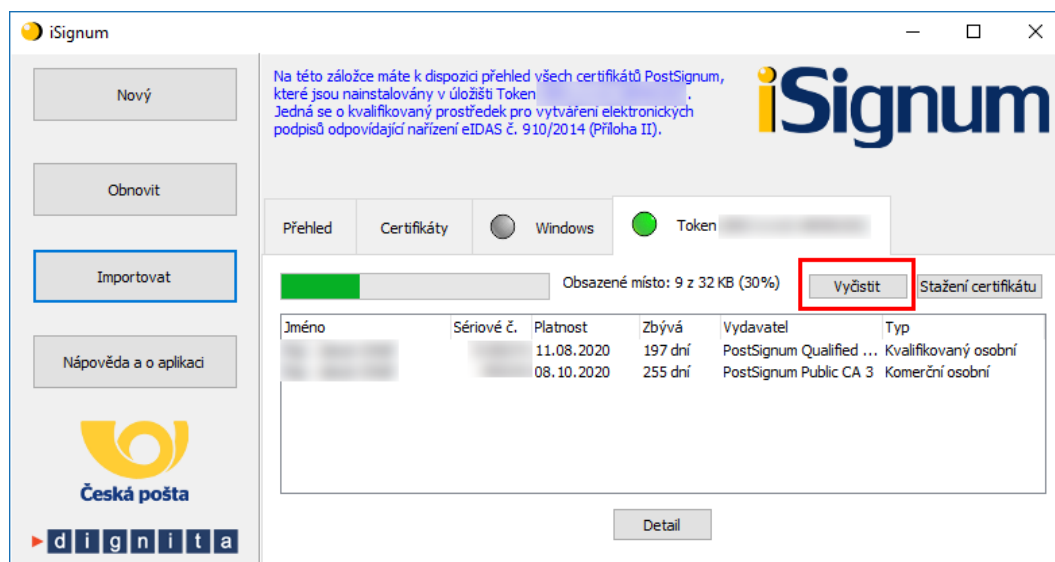 iSignum
Nový
Obnovit
Importovat
Nápověda a o aplikaci
Česká pošta
dignita
Na této záložce máte k dispozici přehled všech certifikátů PostSignum,
které jsou nainstalovány v úložišti Token .
Jedná se o kvalifikovaný prostředek pro vytváření elektronických
podpisů odpovídající nařízení eIDAS č. 910/2014 (Příloha II).
iSignum
Přehled Certifikáty Windows Token
Obsazené místo: 9 z 32 KB (30%) Vyčistit Stažení certifikátu
Jméno Sériové č. Platnost Zbývá Vydavatel Typ
11.08.2020 197 dní PostSignum Qualified ... Kvalifikovaný osobní
08.10.2020 255 dní PostSignum Public CA 3 Komerční osobní
Detail